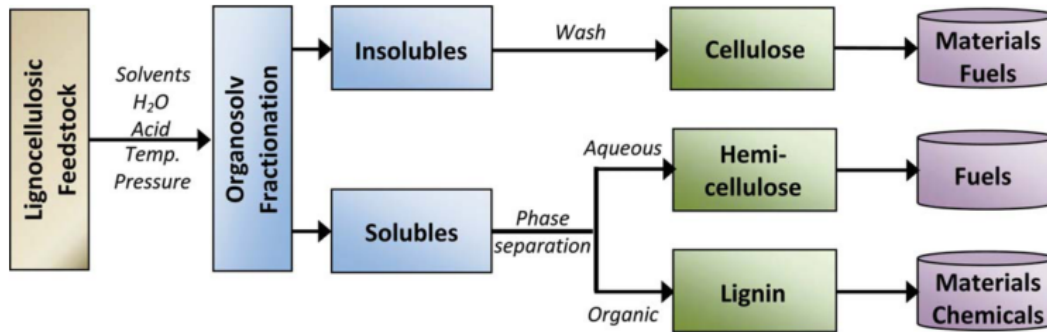 Lignocellulosic
Feedstock
Solvents
H₂O
Acid
Temp.
Pressure
Organosolv
Fractionation
Insolubles
Wash
Cellulose
Materials
Fuels
Solubles
Phase
separation
Aqueous
Hemi-
cellulose
Fuels
Organic
Lignin
Materials
Chemicals